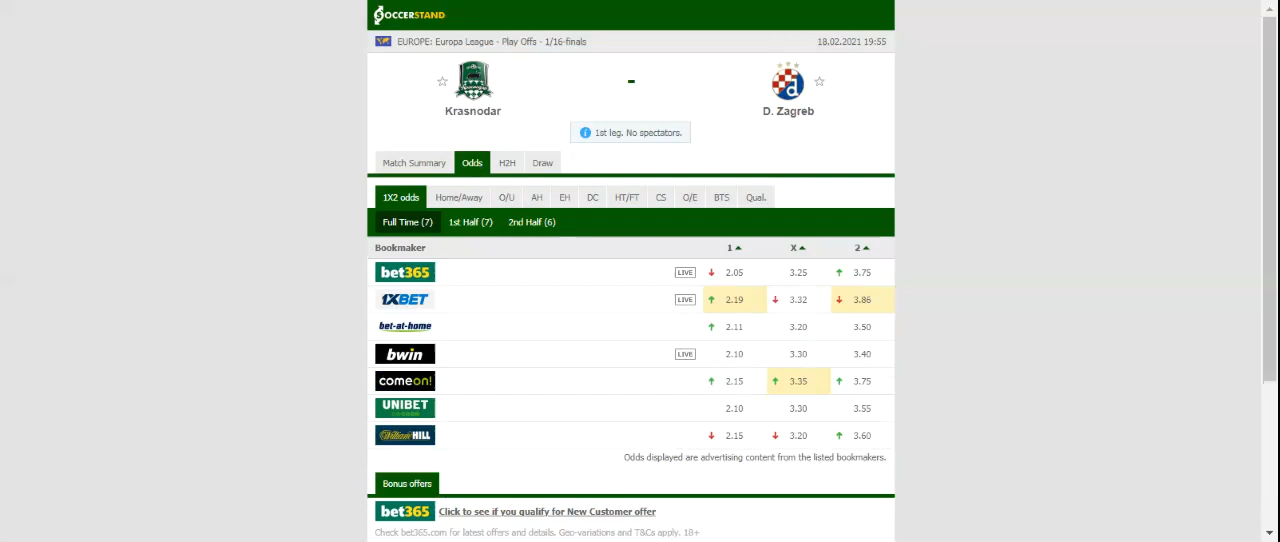 SOCCERSTAND
EUROPE: Europa League - Play Offs - 1/16-finals 18.02.2021 19:55
Krasnodar - D. Zagreb
1st leg. No spectators.
Match Summary Odds H2H Draw
1X2 odds Home/Away O/U AH EH DC HT/FT CS O/E BTS Qual.
Full Time (7) 1st Half (7) 2nd Half (6)
Bookmaker 1 X 2
bet365 LIVE 2.05 3.25 3.75
1XBET LIVE 2.19 3.32 3.86
bet-at-home 2.11 3.20 3.50
bwin LIVE 2.10 3.30 3.40
comeon! 2.15 3.35 3.75
UNIBET 2.10 3.30 3.55
William HILL 2.15 3.20 3.60
Odds displayed are advertising content from the listed bookmakers.
Bonus offers
bet365 Click to see if you qualify for New Customer offer
Check bet365.com for latest offers and details. Geo-variations and T&Cs apply. 18+